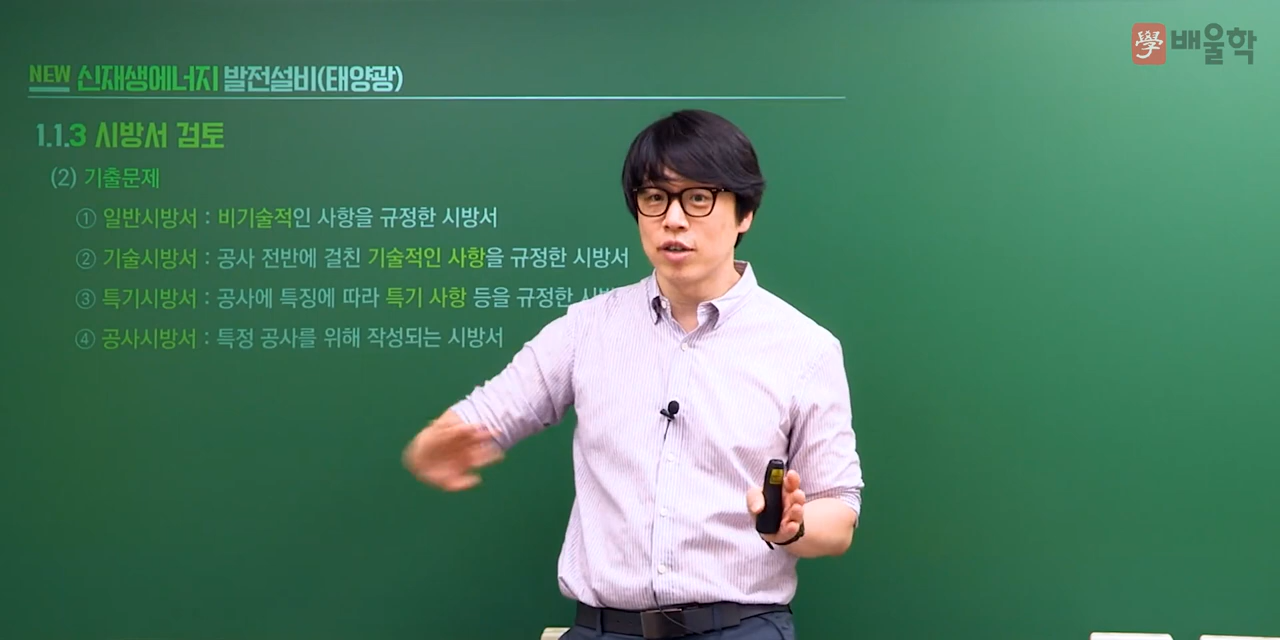 學 배울학
NEW 신재생에너지 발전설비(태양광)
1.1.3 시방서 검토
(2) 기출문제
① 일반시방서 : 비기술적인 사항을 규정한 시방서
② 기술시방서 : 공사 전반에 걸친 기술적인 사항을 규정한 시방서
③ 특기시방서 : 공사에 특징에 따라 특기 사항 등을 규정한
④ 공사시방서 : 특정 공사를 위해 작성되는 시방서